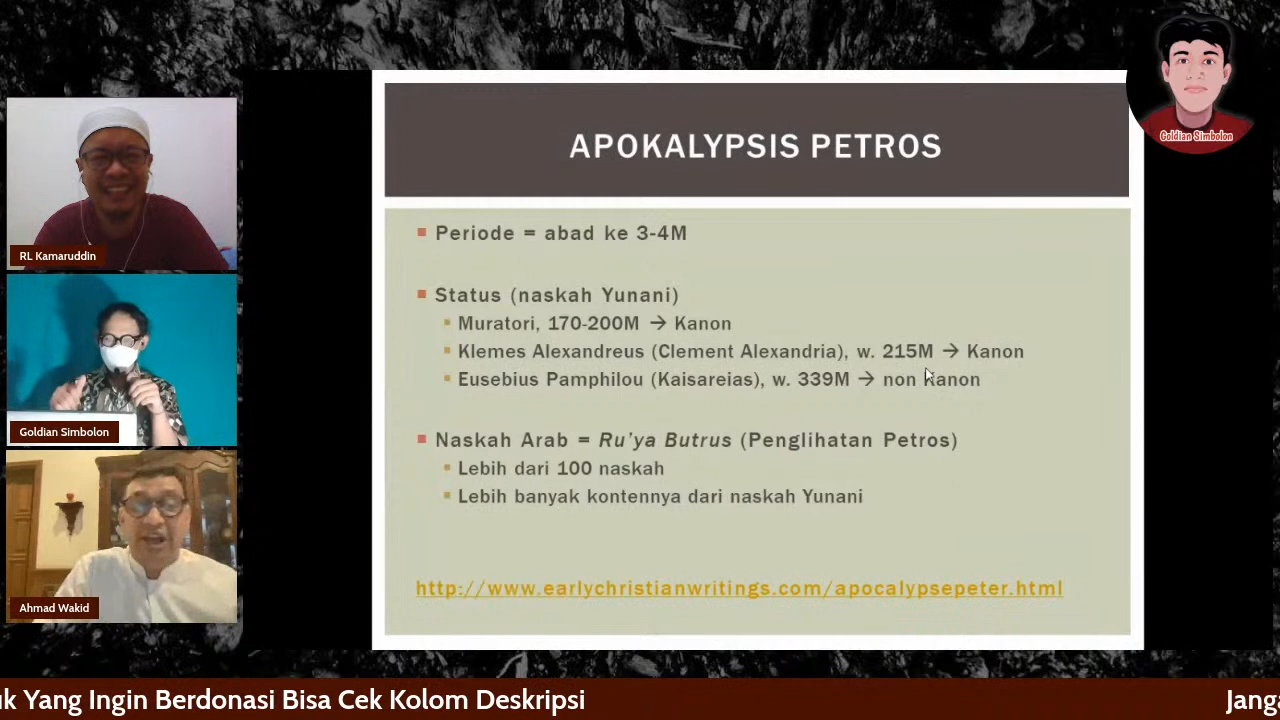 APOKALYPSIS PETROS
Goldian Simbolon
Periode = abad ke 3-4M
Status (naskah Yunani)
Muratori, 170-200M → Kanon
Klemes Alexandreus (Clement Alexandria), w. 215M → Kanon
Eusebius Pamphilou (Kaisareias), w. 339M → non Kanon
Naskah Arab = Ru'ya Butrus (Penglihatan Petros)
Lebih dari 100 naskah
Lebih banyak kontennya dari naskah Yunani
http://www.earlychristianwritings.com/apocalypsepeter.html
RL Kamaruddin
Goldian Simbolon
Ahmad Wakid
Yang Ingin Berdonasi Bisa Cek Kolom Deskripsi